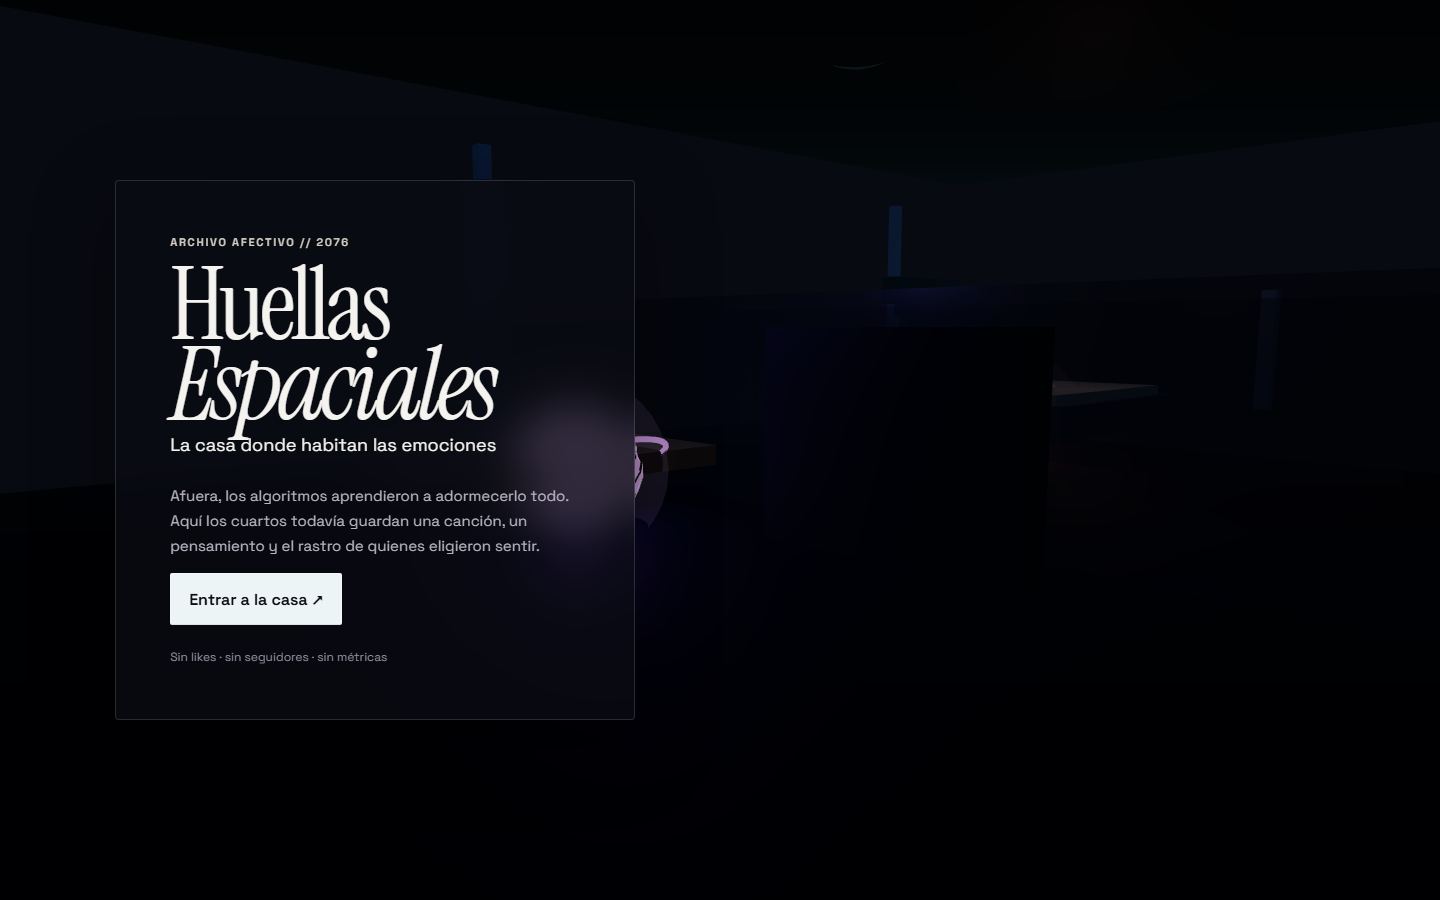 ARCHIVO AFECTIVO // 2076
Huellas
Espaciales
La casa donde habitan las emociones
Afuera, los algoritmos aprendieron a adormecerlo todo.
Aquí los cuartos todavía guardan una canción, un
pensamiento y el rastro de quienes eligieron sentir.
Entrar a la casa ↗
Sin likes · sin seguidores · sin métricas